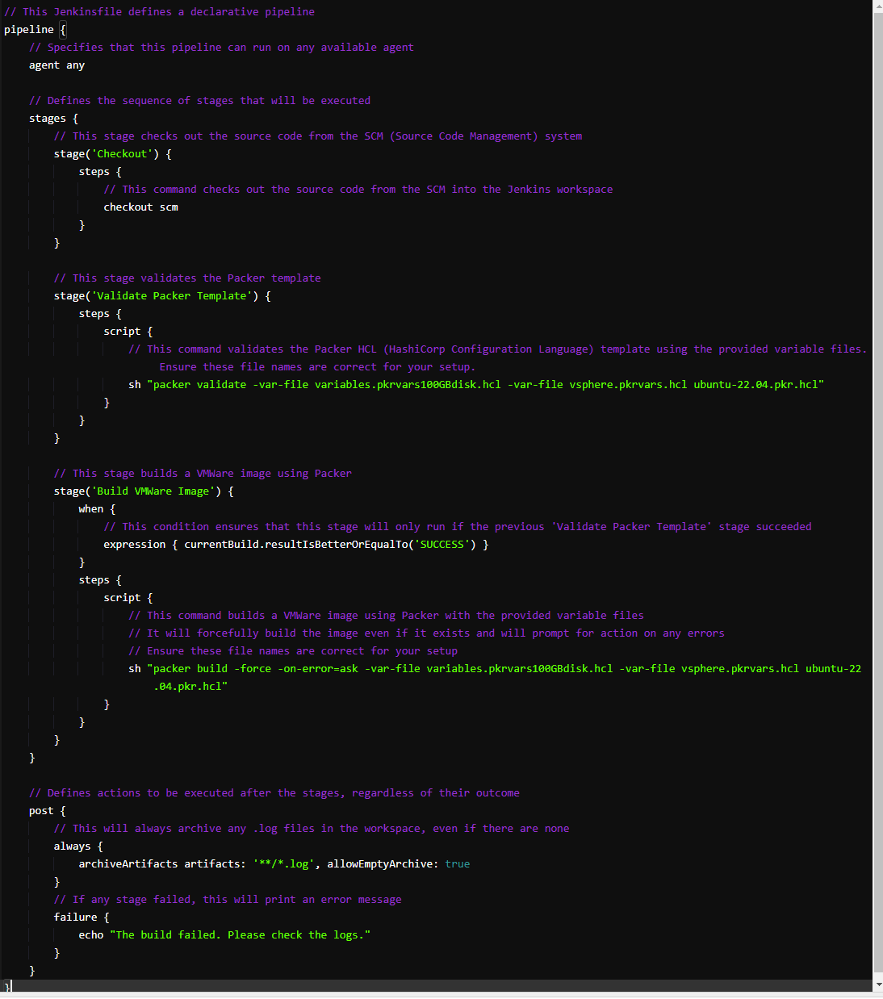 // This Jenkinsfile defines a declarative pipeline
pipeline {
    // Specifies that this pipeline can run on any available agent
    agent any

    // Defines the sequence of stages that will be executed
    stages {
        // This stage checks out the source code from the SCM (Source Code Management) system
        stage('Checkout') {
            steps {
                // This command checks out the source code from the SCM into the Jenkins workspace
                checkout scm
            }
        }

        // This stage validates the Packer template
        stage('Validate Packer Template') {
            steps {
                script {
                    // This command validates the Packer HCL (HashiCorp Configuration Language) template using the provided variable files.
                         Ensure these file names are correct for your setup.
                    sh "packer validate -var-file variables.pkrvars100GBdisk.hcl -var-file vsphere.pkrvars.hcl ubuntu-22.04.pkr.hcl"
                }
            }
        }

        // This stage builds a VMWare image using Packer
        stage('Build VMWare Image') {
            when {
                // This condition ensures that this stage will only run if the previous 'Validate Packer Template' stage succeeded
                expression { currentBuild.resultIsBetterOrEqualTo('SUCCESS') }
            }
            steps {
                script {
                    // This command builds a VMWare image using Packer with the provided variable files
                    // It will forcefully build the image even if it exists and will prompt for action on any errors
                    // Ensure these file names are correct for your setup
                    sh "packer build -force -on-error=ask -var-file variables.pkrvars100GBdisk.hcl -var-file vsphere.pkrvars.hcl ubuntu-22
                        .04.pkr.hcl"
                }
            }
        }
    }

    // Defines actions to be executed after the stages, regardless of their outcome
    post {
        // This will always archive any .log files in the workspace, even if there are none
        always {
            archiveArtifacts artifacts: '**/*.log', allowEmptyArchive: true
        }
        // If any stage failed, this will print an error message
        failure {
            echo "The build failed. Please check the logs."
        }
    }
}